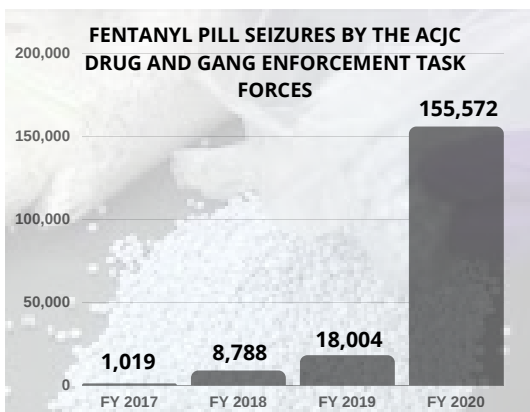 FENTANYL PILL SEIZURES BY THE ACJC
DRUG AND GANG ENFORCEMENT TASK
FORCES
200,000
150,000
100,000
50,000
0
1,019
8,788
18,004
155,572
FY 2017
FY 2018
FY 2019
FY 2020